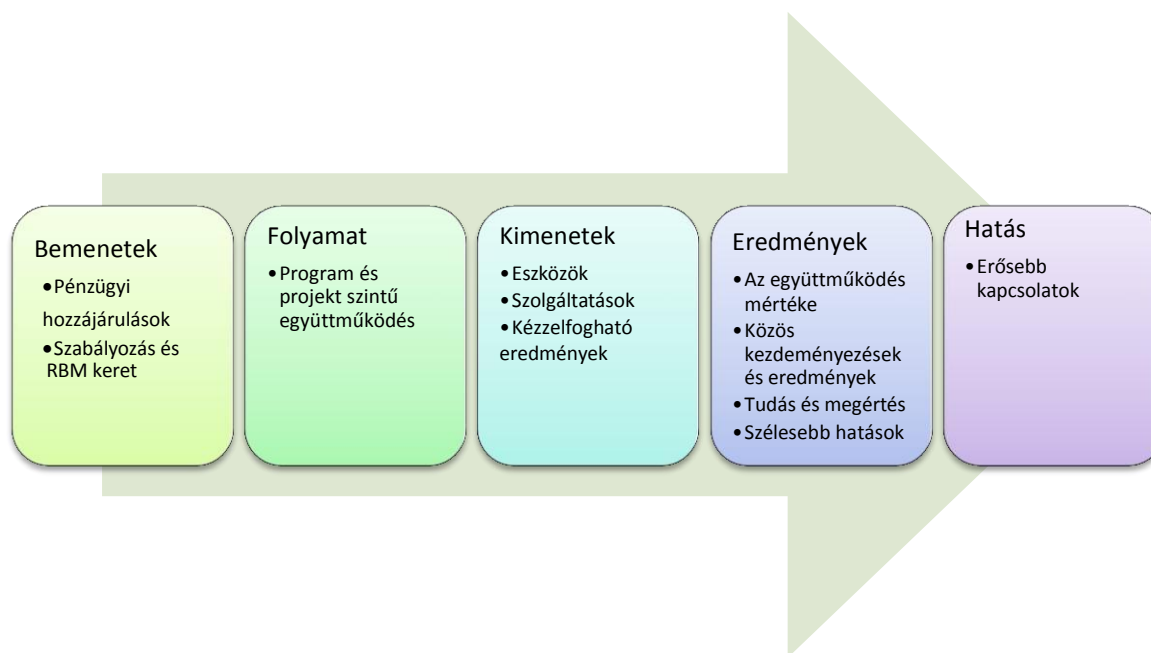 Bemenetek
•Pénzügyi
hozzájárulások
•Szabályozás és
RBM keret
Folyamat
•Program és
projekt szintű
együttműködés
Kimenetek
•Eszközök
•Szolgáltatások
•Kézzelfogható
eredmények
Eredmények
•Az együttműködés
mértéke
•Közös
kezdeményezések
és eredmények
•Tudás és megértés
•Szélesebb hatások
Hatás
•Erősebb
kapcsolatok